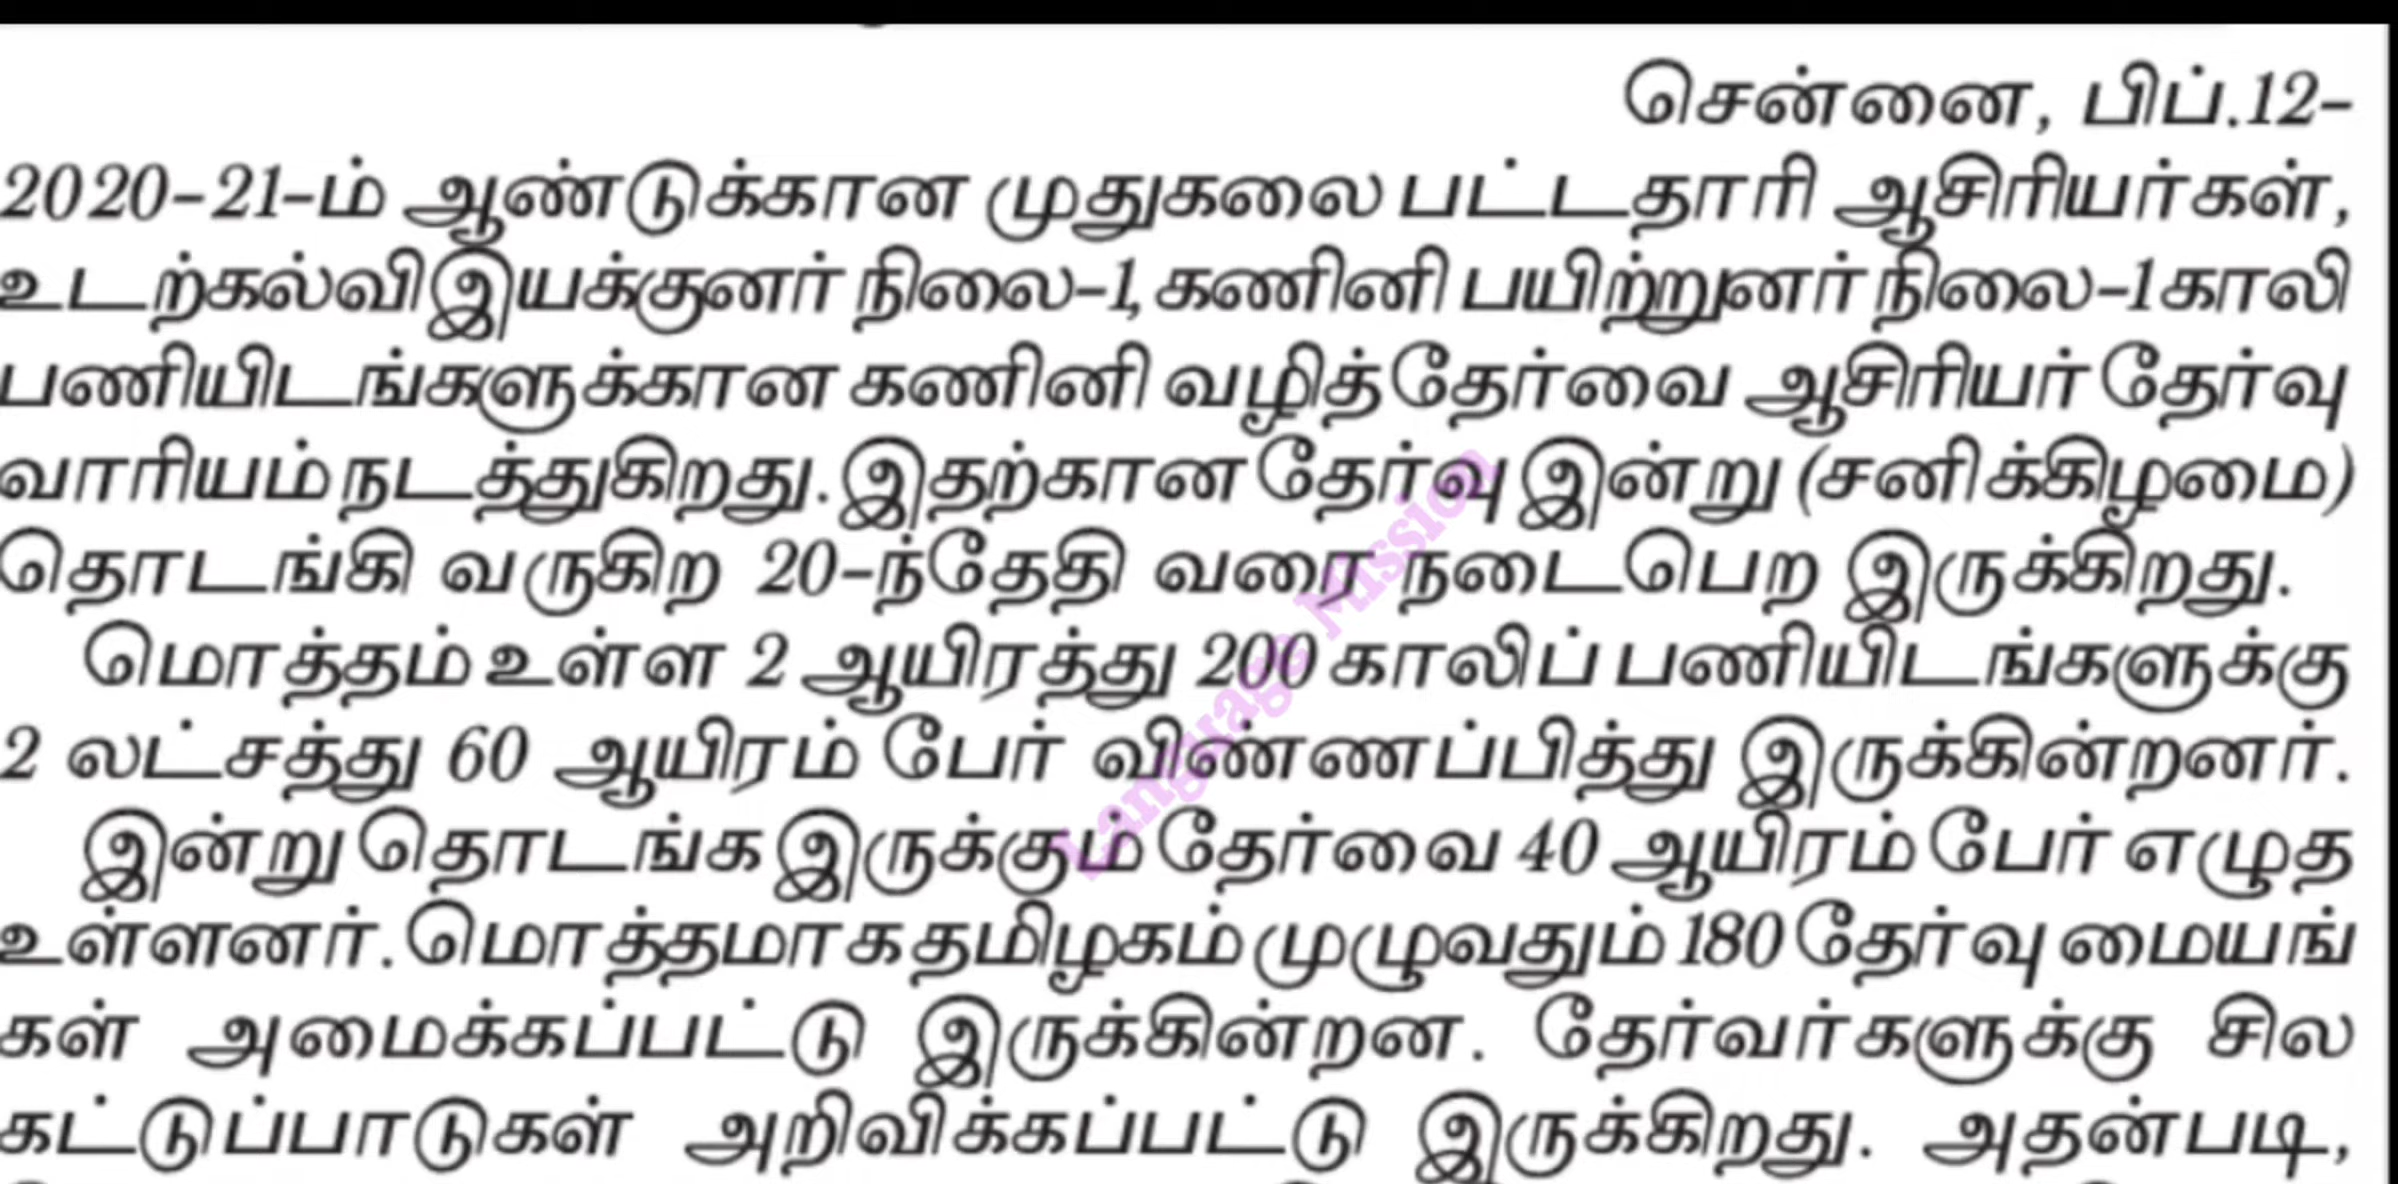 சென்னை, பிப்.12-
2020-21-ம் ஆண்டுக்கான முதுகலை பட்டதாரி ஆசிரியர்கள்,
உடற்கல்வி இயக்குனர் நிலை-1, கணினி பயிற்றுனர் நிலை-1 காலி
பணியிடங்களுக்கான கணினி வழித்தேர்வை ஆசிரியர் தேர்வு
வாரியம் நடத்துகிறது. இதற்கான தேர்வு இன்று (சனிக்கிழமை)
தொடங்கி வருகிற 20-ந்தேதி வரை நடைபெற இருக்கிறது.
மொத்தம் உள்ள 2 ஆயிரத்து 200 காலிப் பணியிடங்களுக்கு
2 லட்சத்து 60 ஆயிரம் பேர் விண்ணப்பித்து இருக்கின்றனர்.
இன்று தொடங்க இருக்கும் தேர்வை 40 ஆயிரம் பேர் எழுத
உள்ளனர். மொத்தமாக தமிழகம் முழுவதும் 180 தேர்வு மையங்
கள் அமைக்கப்பட்டு இருக்கின்றன. தேர்வர்களுக்கு சில
கட்டுப்பாடுகள் அறிவிக்கப்பட்டு இருக்கிறது. அதன்படி,
Language Mission